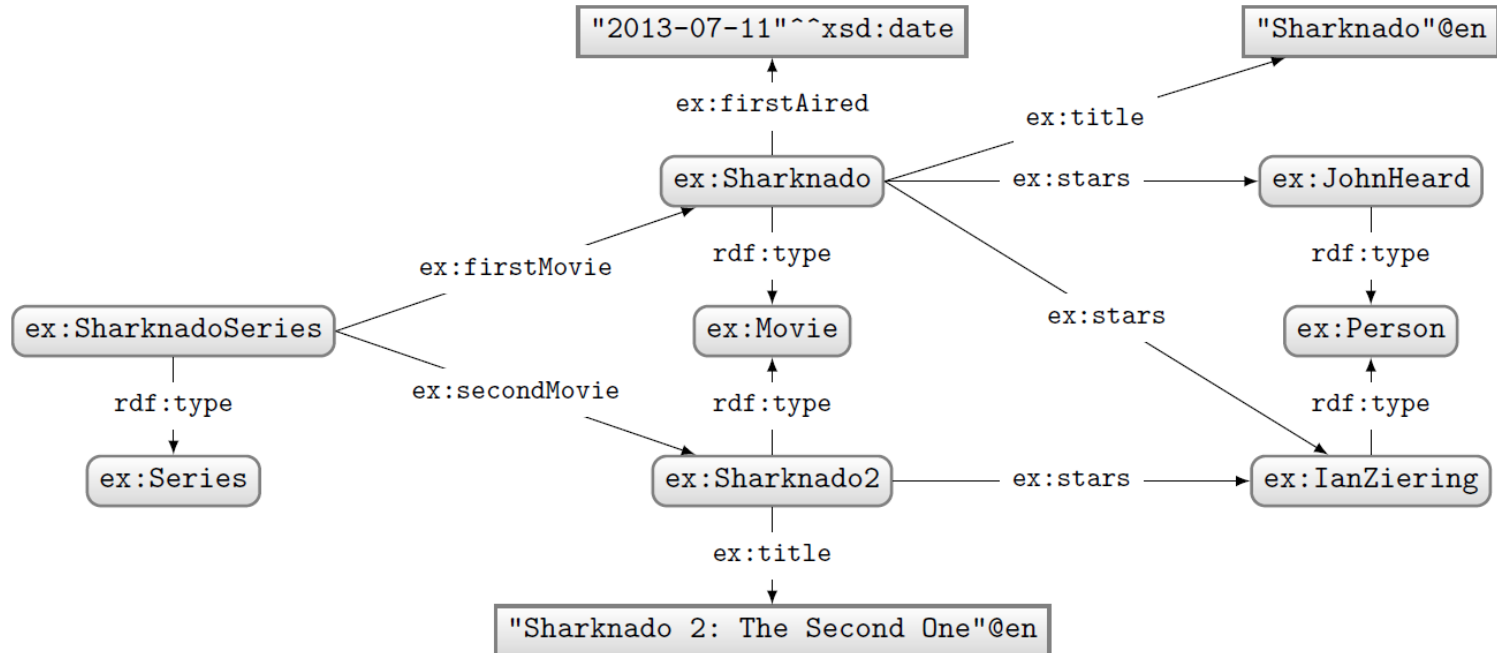 "2013-07-11"^^xsd:date
"Sharknado"@en
ex:firstAired
ex:title
ex:Sharknado
ex:stars
ex:JohnHeard
rdf:type
rdf:type
ex:firstMovie
ex:SharknadoSeries
ex:Movie
ex:stars
ex:Person
rdf:type
ex:secondMovie
rdf:type
rdf:type
ex:Series
ex:Sharknado2
ex:stars
ex:IanZiering
ex:title
"Sharknado 2: The Second One"@en